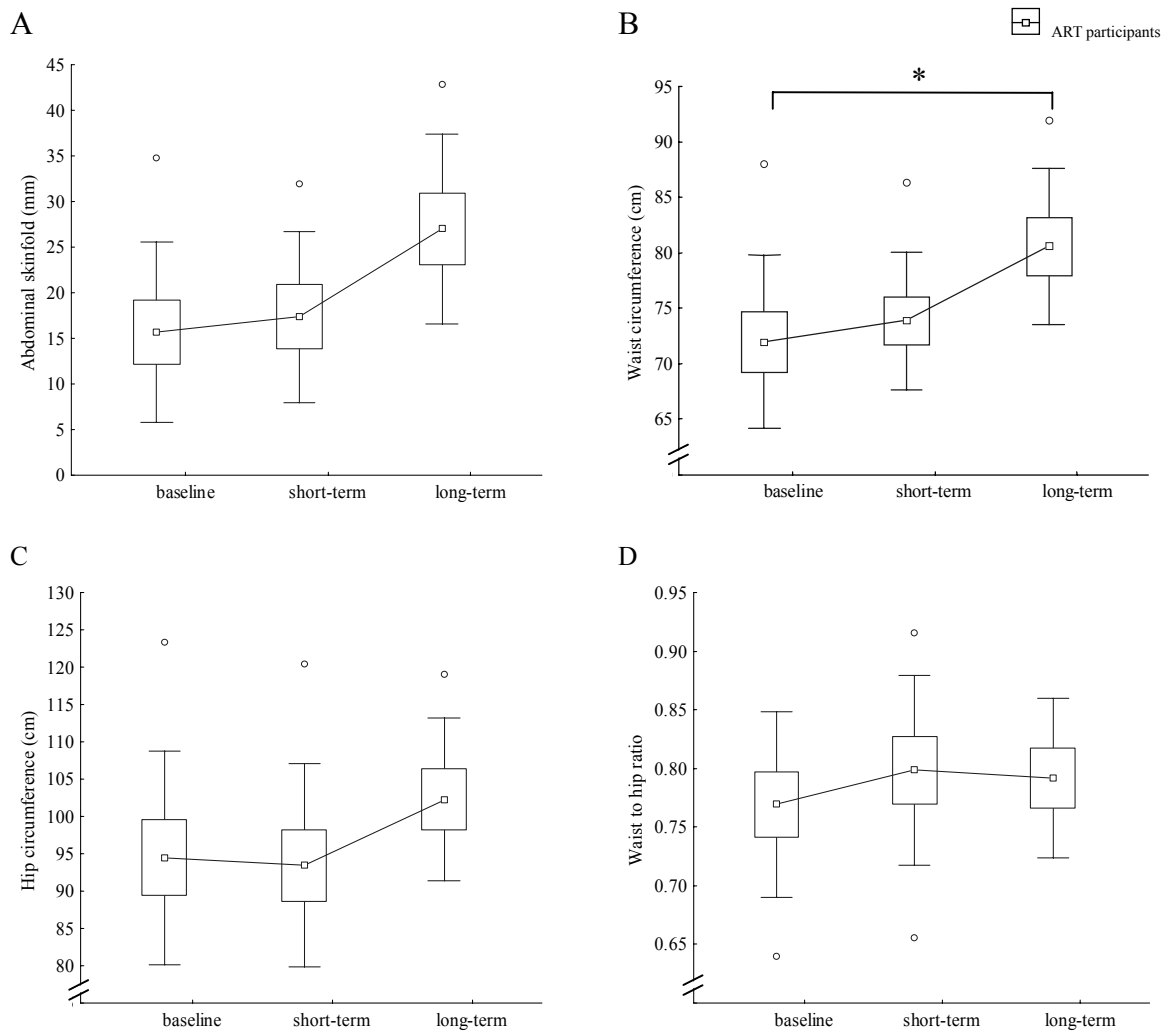 A
B
ART participants
*
Abdominal skinfold (mm)
45
40
35
30
25
20
15
10
5
0
baseline short-term long-term
Waist circumference (cm)
95
90
85
80
75
70
65
baseline short-term long-term
C
D
Hip circumference (cm)
130
125
120
115
110
105
100
95
90
85
80
baseline short-term long-term
Waist to hip ratio
0.95
0.90
0.85
0.80
0.75
0.70
0.65
baseline short-term long-term